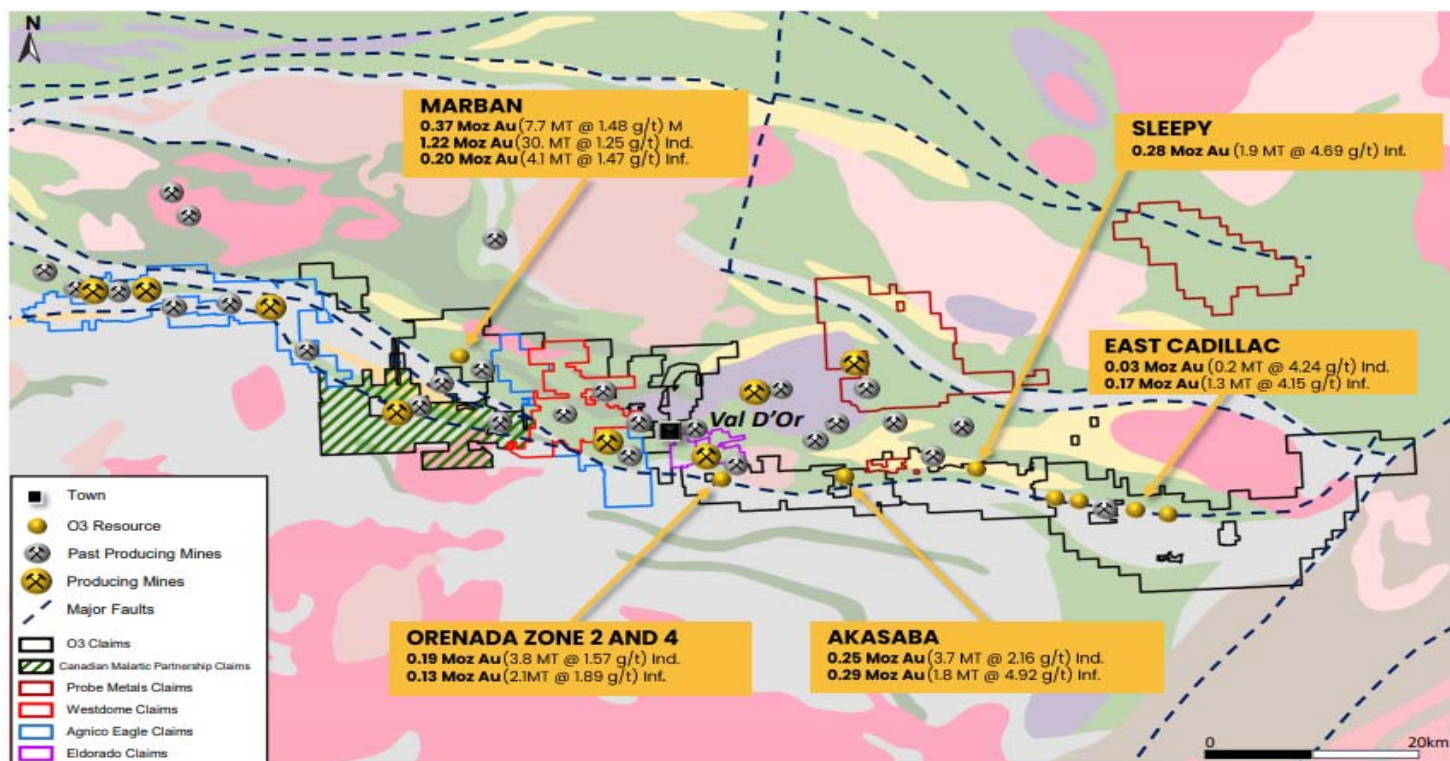 N
MARBAN
0.37 Moz Au (7.7 MT @ 1.48 g/t) M
1.22 Moz Au (30. MT @ 1.25 g/t) Ind.
0.20 Moz Au (4.1 MT @ 1.47 g/t) Inf.
SLEEPY
0.28 Moz Au (1.9 MT @ 4.69 g/t) Inf.
EAST CADILLAC
0.03 Moz Au (0.2 MT @ 4.24 g/t) Ind.
0.17 Moz Au (1.3 MT @ 4.15 g/t) Inf.
Val D'Or
Town
O3 Resource
Past Producing Mines
Producing Mines
Major Faults
O3 Claims
Canadian Malartic Partnership Claims
Probe Metals Claims
Westdome Claims
Agnico Eagle Claims
Eldorado Claims
ORENADA ZONE 2 AND 4
0.19 Moz Au (3.8 MT @ 1.57 g/t) Ind.
0.13 Moz Au (2.1MT @ 1.89 g/t) Inf.
AKASABA
0.25 Moz Au (3.7 MT @ 2.16 g/t) Ind.
0.29 Moz Au (1.8 MT @ 4.92 g/t) Inf.
0 20km